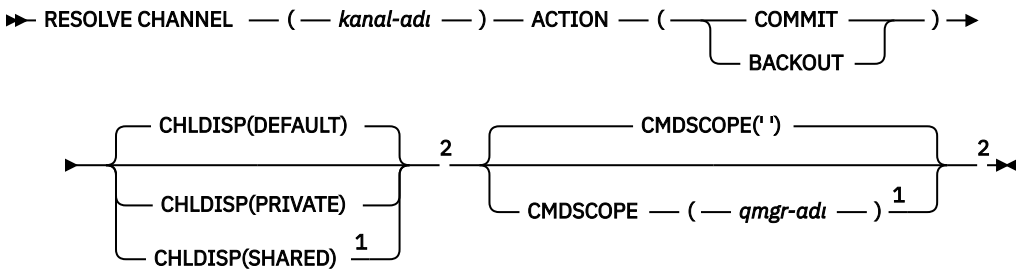 RESOLVE CHANNEL ( kanal-adı ) ACTION ( COMMIT )
BACKOUT
CHLDISP(DEFAULT) 2 CMDSCOPE(' ') 2
CHLDISP(PRIVATE) CMDSCOPE ( qmgr-adı ) 1
CHLDISP(SHARED) 1